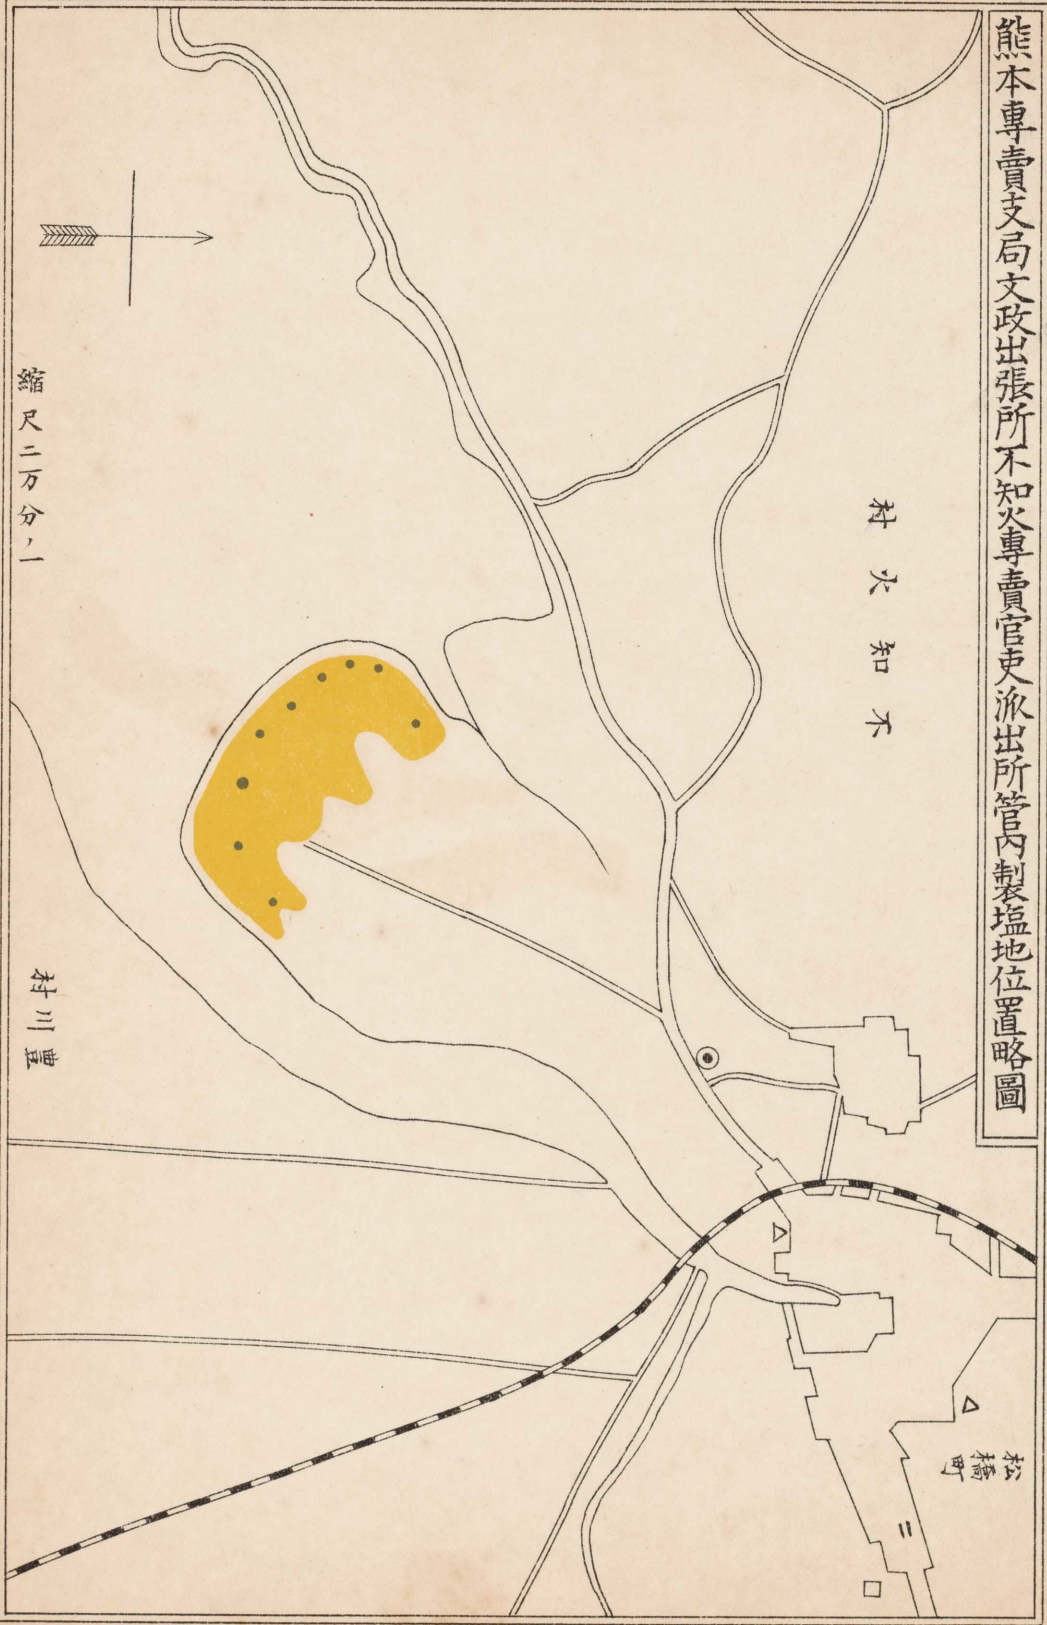 熊本專賣支局文政出張所不知火專賣官吏派出所管內製塩地位置略圖
不知火村
松橋町
豊川村
縮尺二万分ノ一